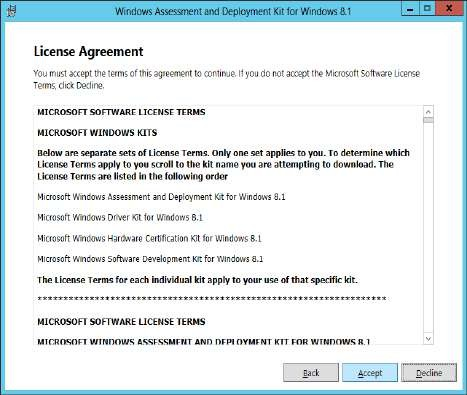 Windows Assessment and Deployment Kit for Windows 8.1
License Agreement
You must accept the terms of this agreement to continue. If you do not accept the Microsoft Software License
Terms, click Decline.
MICROSOFT SOFTWARE LICENSE TERMS
MICROSOFT WINDOWS KITS
Below are separate sets of License Terms. Only one set applies to you. To determine which
License Terms apply to you scroll to the kit name you are attempting to download. The
License Terms are listed in the following order
Microsoft Windows Assessment and Deployment Kit for Windows 8.1
Microsoft Windows Driver Kit for Windows 8.1
Microsoft Windows Hardware Certification Kit for Windows 8.1
Microsoft Windows Software Development Kit for Windows 8.1
The License Terms for each individual kit apply to your use of that specific kit.
*******************************************************************
MICROSOFT SOFTWARE LICENSE TERMS
MICROSOFT WINDOWS ASSESSMENT AND DEPLOYMENT KIT FOR WINDOWS 8.1
Back Accept Decline